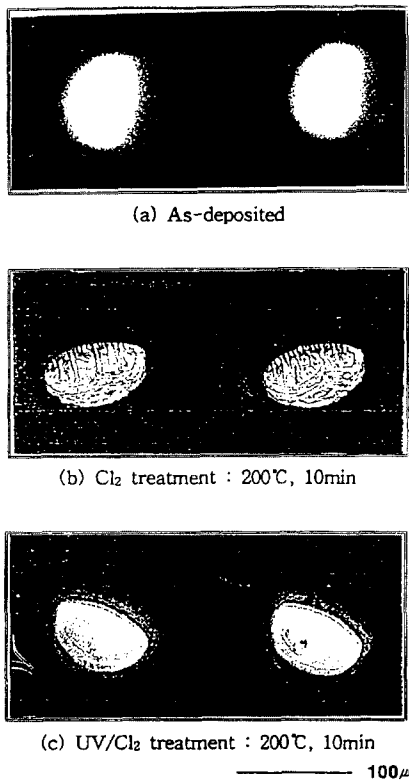 (a) As-deposited
(b) Cl₂ treatment : 200℃, 10min
(c) UV/Cl₂ treatment : 200℃, 10min
100μ